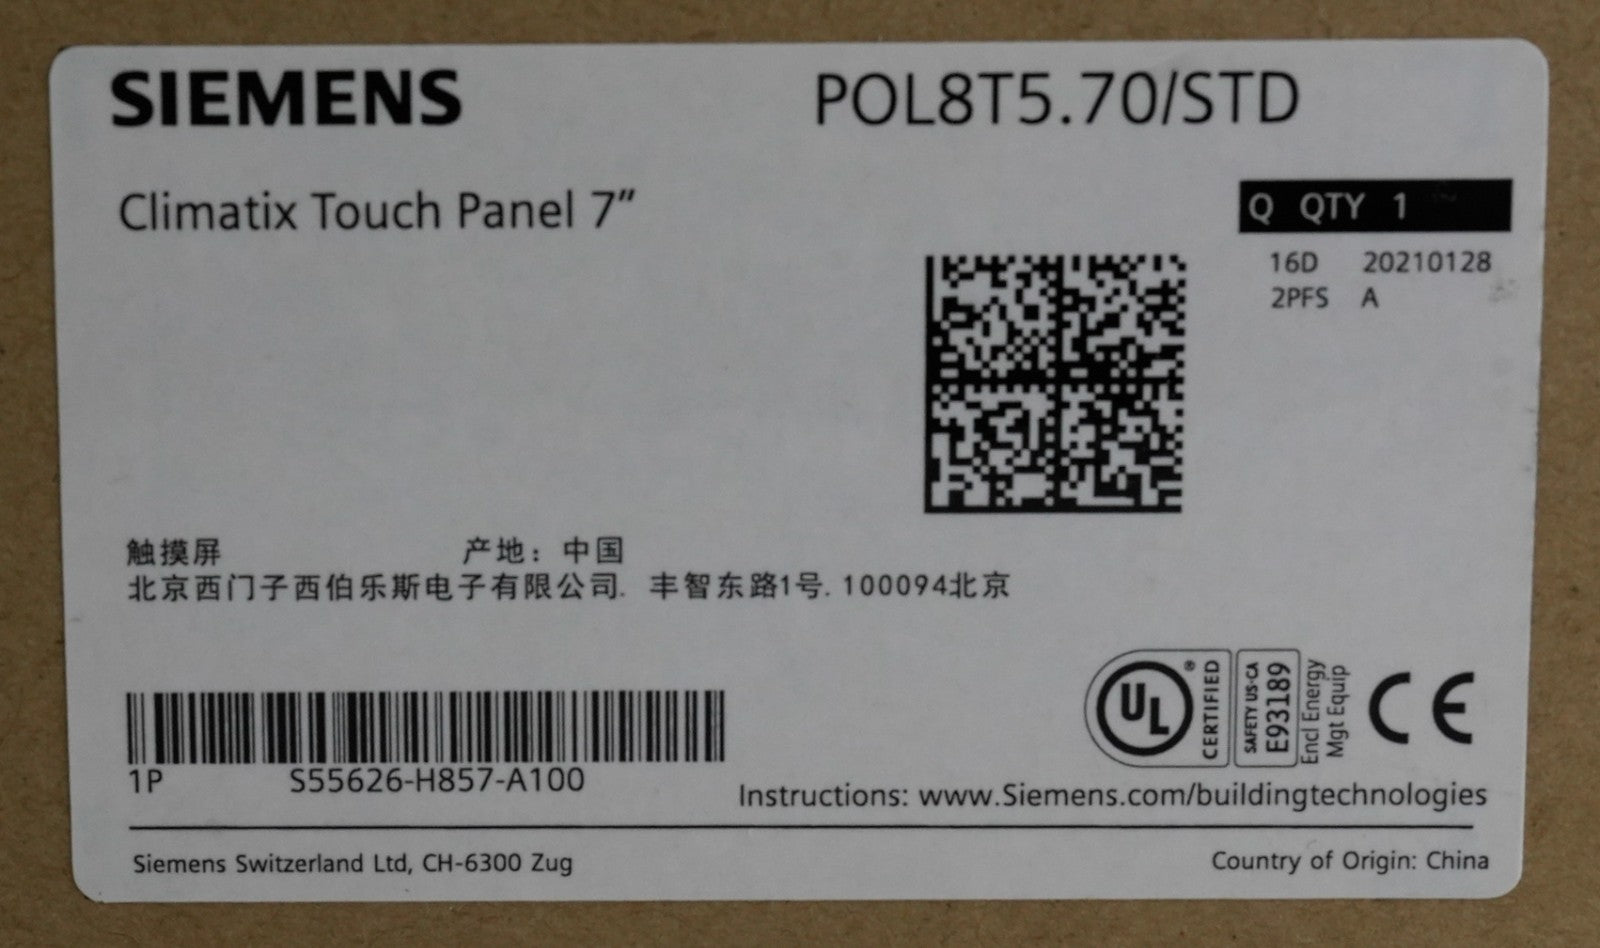 SIEMENS
POL8T5.70/STD
Climatix Touch Panel 7″
Q QTY 1
16D 20210128
2PFS A
触摸屏 产地：中国
北京西门子西伯乐斯电子有限公司. 丰智东路1号. 100094北京
UL ® CERTIFIED
SAFETY US-CA
E93189
Encl Energy
Mgt Equip
CE
1P S55626-H857-A100
Instructions: www.Siemens.com/buildingtechnologies
Siemens Switzerland Ltd, CH-6300 Zug
Country of Origin: China